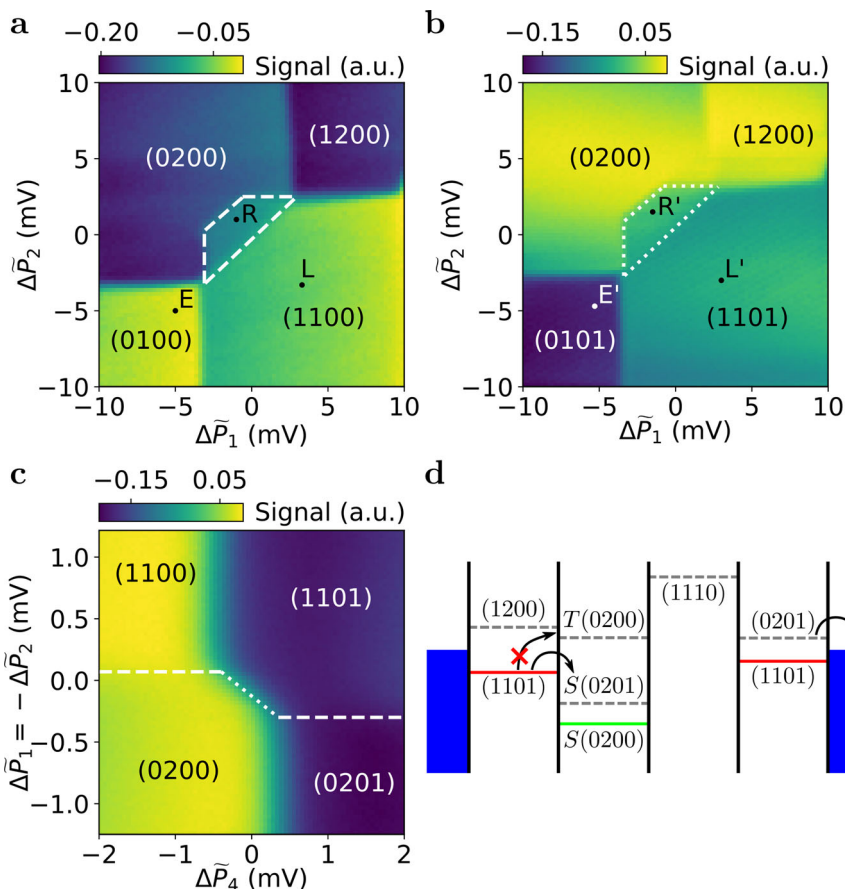 a
−0.20 −0.05
Signal (a.u.)
10
5
0
−5
−10
ΔP̃₂ (mV)
(0200)
(1200)
R
L
E
(0100)
(1100)
−10 −5 0 5 10
ΔP̃₁ (mV)
b
−0.15 0.05
Signal (a.u.)
10
5
0
−5
−10
ΔP̃₂ (mV)
(0200)
(1200)
R'
L'
E'
(0101)
(1101)
−10 −5 0 5 10
ΔP̃₁ (mV)
c
−0.15 0.05
Signal (a.u.)
1.0
0.5
0.0
−0.5
−1.0
ΔP̃₁ = − ΔP̃₂ (mV)
(1100)
(1101)
(0200)
(0201)
−2 −1 0 1 2
ΔP̃₄ (mV)
d
(1200)
T(0200)
(1110)
(0201)
(1101)
S(0201)
(1101)
S(0200)